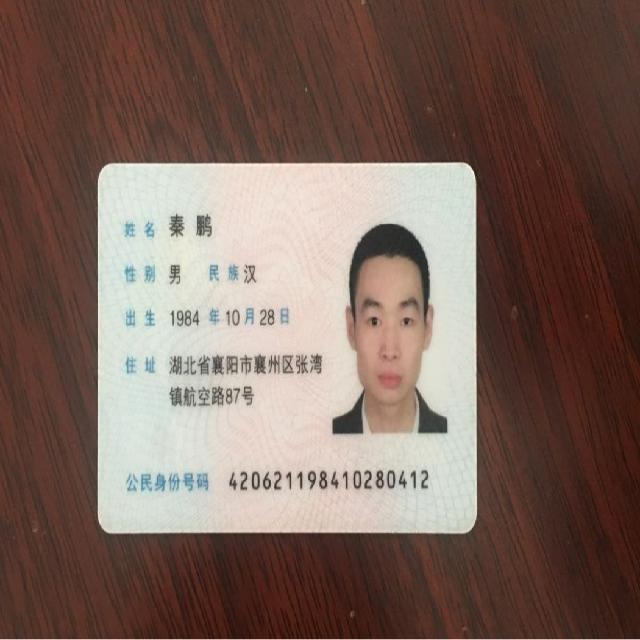 姓名 秦鹏
性别 男 民族 汉
出生 1984 年 10 月 28 日
住址 湖北省襄阳市襄州区张湾
镇航空路87号
公民身份号码 420621198410280412